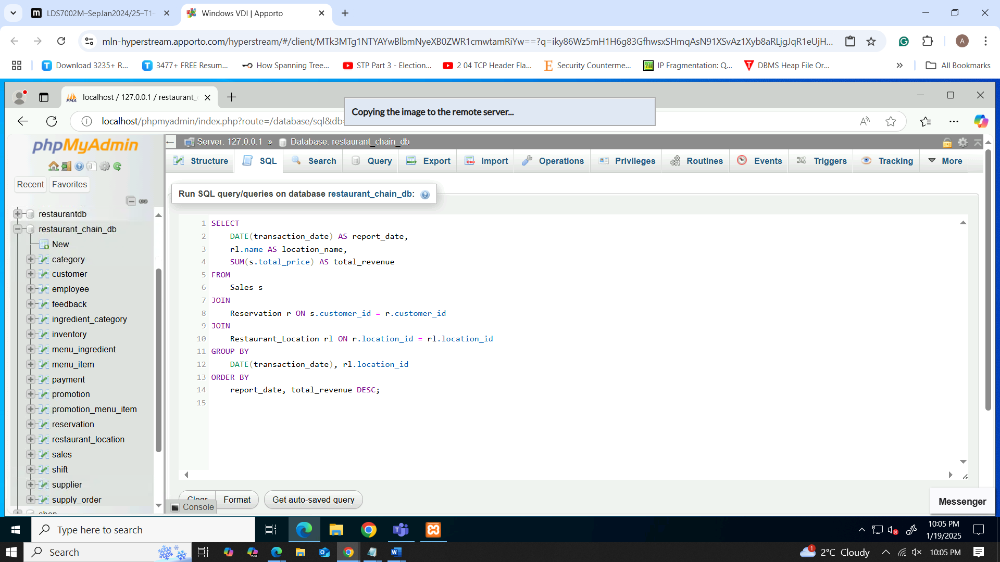 LDS7002M–SepJan2024/25–T1-
Windows VDI | Apporto
mln-hyperstream.apporto.com/hyperstream/#/client/MTk3MTg1NTYAYwBlbmNyeXB0ZWR1cmwtamRiYw==?q=iky86Wz5mH1H6g83GfhwsxSHmqAsN91XSvAz1Xyb8aRLjgJqR1eUjH...
A
Download 3235+ R...
3477+ FREE Resum...
How Spanning Tree...
STP Part 3 - Election...
2 04 TCP Header Fla...
Security Counterme...
IP Fragmentation: Q...
DBMS Heap File Or...
All Bookmarks
localhost / 127.0.0.1 / restaurant_
Copying the image to the remote server...
localhost/phpmyadmin/index.php?route=/database/sql&db
phpMyAdmin
Server: 127.0.0.1 » Database: restaurant_chain_db
Structure
SQL
Search
Query
Export
Import
Operations
Privileges
Routines
Events
Triggers
Tracking
More
Recent
Favorites
Run SQL query/queries on database restaurant_chain_db:
restaurantdb
restaurant_chain_db
New
category
customer
employee
feedback
ingredient_category
inventory
menu_ingredient
menu_item
payment
promotion
promotion_menu_item
reservation
restaurant_location
sales
shift
supplier
supply_order
shop
1 SELECT
2 DATE(transaction_date) AS report_date,
3 rl.name AS location_name,
4 SUM(s.total_price) AS total_revenue
5 FROM
6 Sales s
7 JOIN
8 Reservation r ON s.customer_id = r.customer_id
9 JOIN
10 Restaurant_Location rl ON r.location_id = rl.location_id
11 GROUP BY
12 DATE(transaction_date), rl.location_id
13 ORDER BY
14 report_date, total_revenue DESC;
15
Clear
Format
Get auto-saved query
Console
Messenger
Type here to search
10:05 PM
1/19/2025
Search
1
2°C Cloudy
10:05 PM